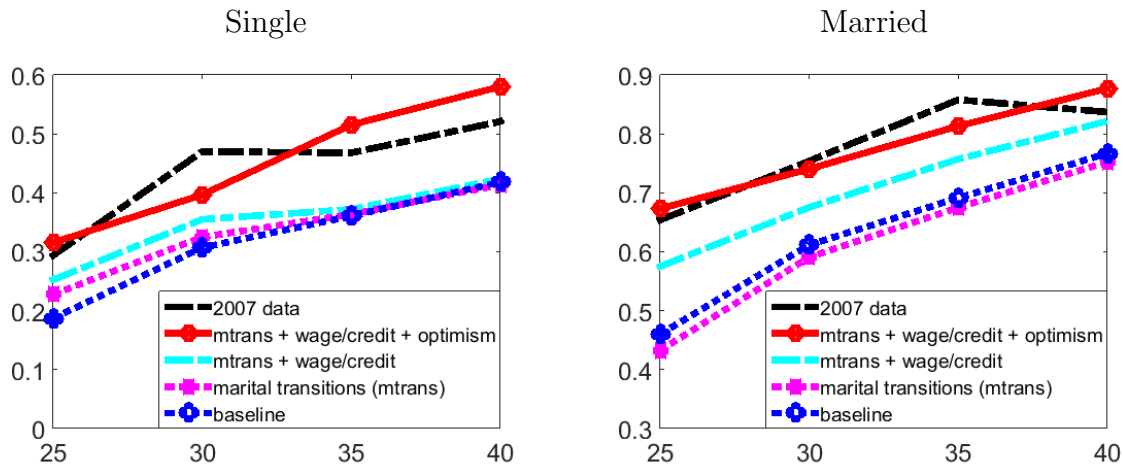 Single
0.6
0.5
0.4
0.3
0.2
0.1
0
25
30
35
40
2007 data
mtrans + wage/credit + optimism
mtrans + wage/credit
marital transitions (mtrans)
baseline
Married
0.9
0.8
0.7
0.6
0.5
0.4
0.3
25
30
35
40
2007 data
mtrans + wage/credit + optimism
mtrans + wage/credit
marital transitions (mtrans)
baseline